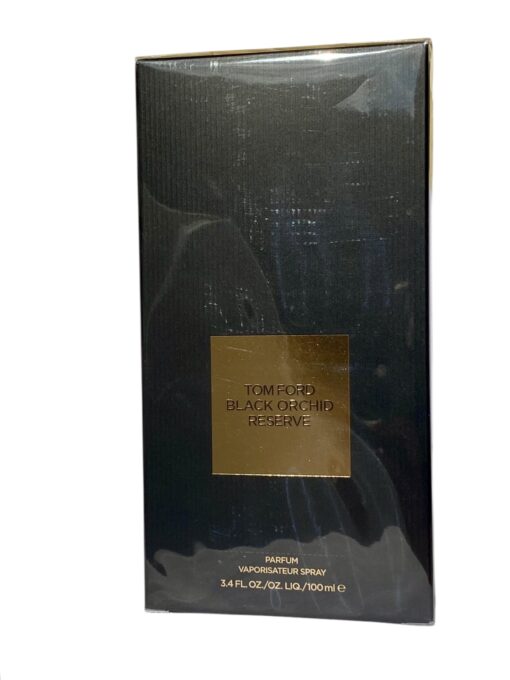 TOM FORD
BLACK ORCHID
RESERVE
PARFUM
VAPORISATEUR SPRAY
3.4 FL. OZ./OZ. LIQ./100 ml ℮